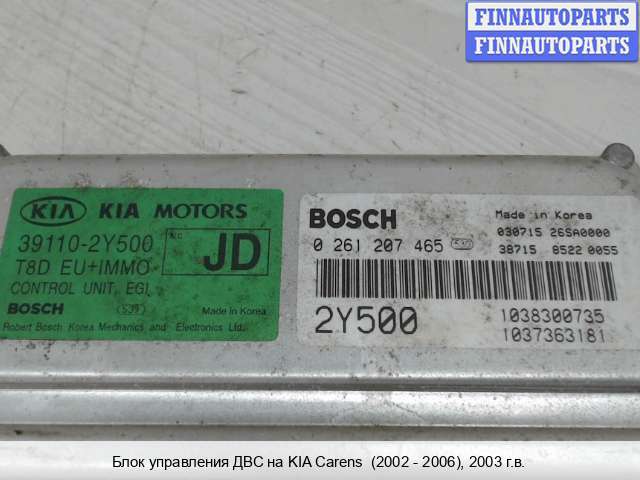 FINNAUTOPARTS
FINNAUTOPARTS
KIA KIA MOTORS
39110-2Y500
N.C
JD
T8D EU+IMMO
CONTROL UNIT, EGI
BOSCH Made in Korea
Robert Bosch Korea Mechanics and Electronics Ltd.
BOSCH
Made in Korea
0 261 207 465
030715 26SA0000
38715 8522 0055
2Y500
1038300735
1037363181
Блок управления ДВС на KIA Carens (2002 - 2006), 2003 г.в.